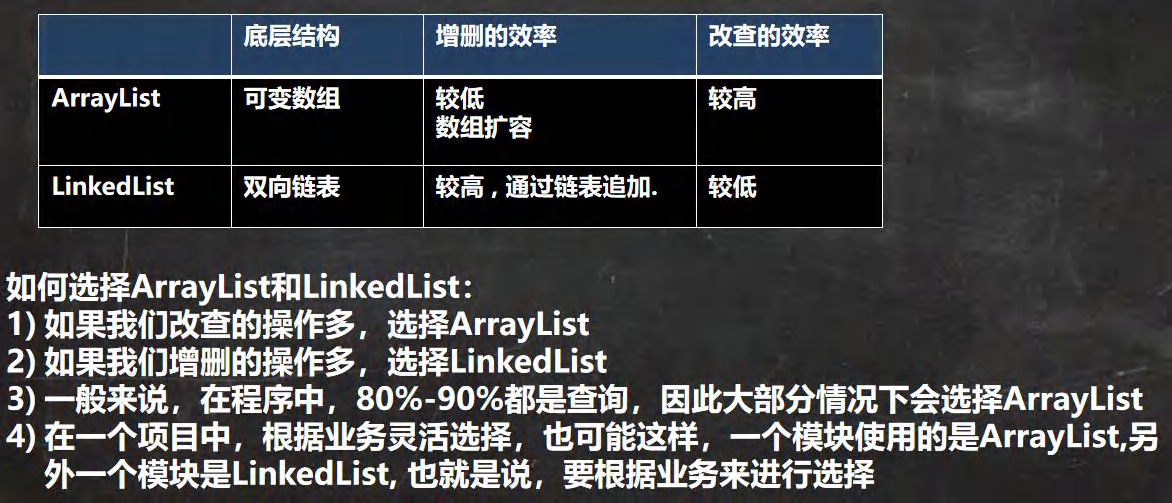 底层结构 增删的效率 改查的效率
ArrayList 可变数组 较低 较高
数组扩容
LinkedList 双向链表 较高，通过链表追加. 较低
如何选择ArrayList和LinkedList：
1) 如果我们改查的操作多，选择ArrayList
2) 如果我们增删的操作多，选择LinkedList
3) 一般来说，在程序中，80%-90%都是查询，因此大部分情况下会选择ArrayList
4) 在一个项目中，根据业务灵活选择，也可能这样，一个模块使用的是ArrayList,另
外一个模块是LinkedList, 也就是说，要根据业务来进行选择